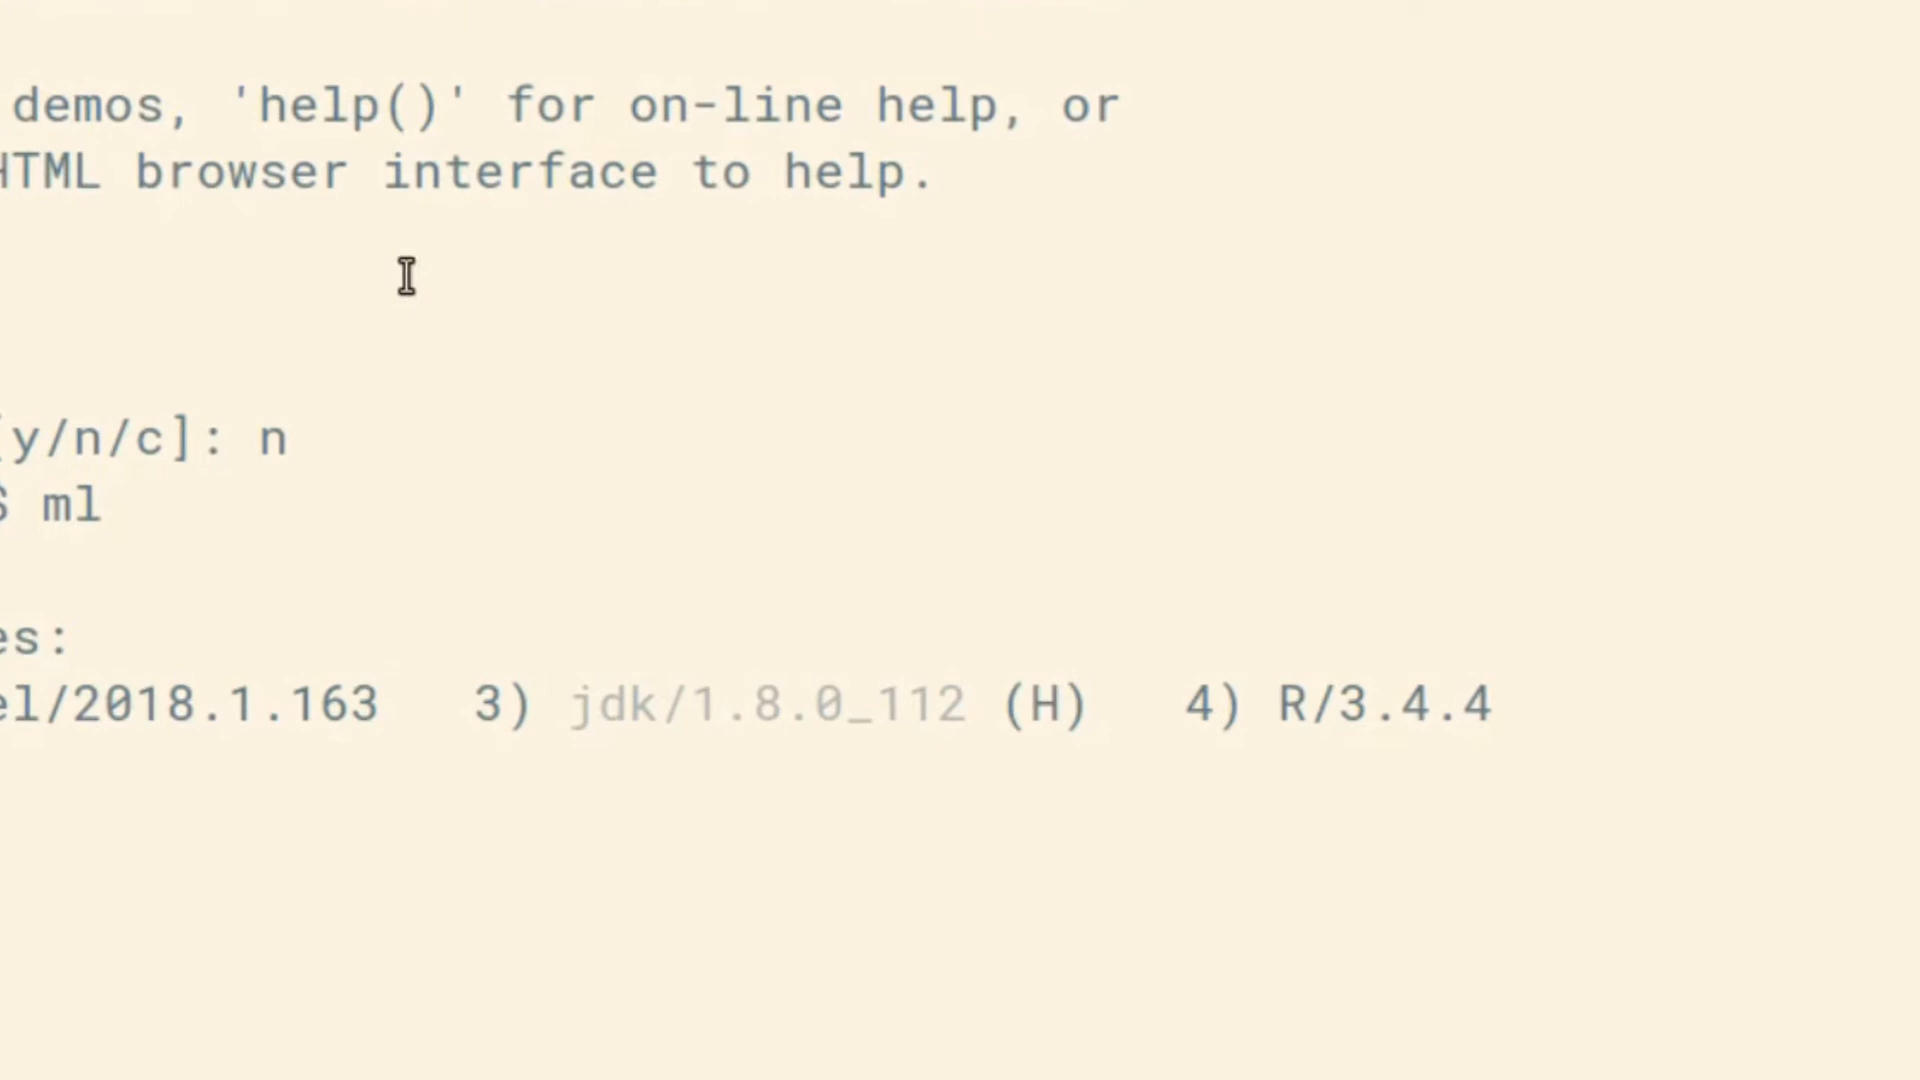 demos, 'help()' for on-line help, or
HTML browser interface to help.
[y/n/c]: n
$ ml
es:
el/2018.1.163   3) jdk/1.8.0_112 (H)   4) R/3.4.4